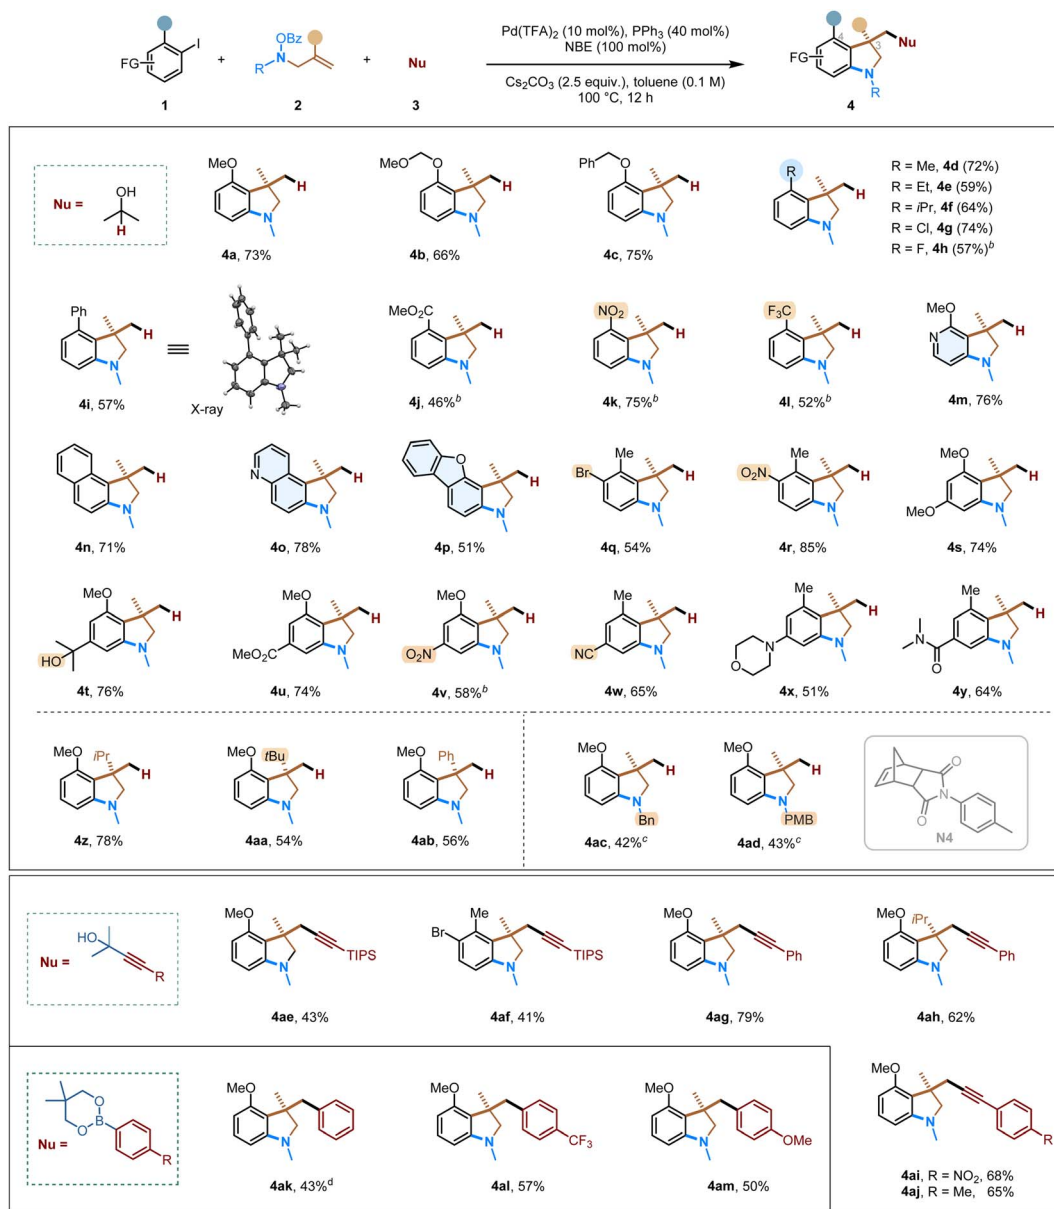 Pd(TFA)2 (10 mol%), PPh3 (40 mol%)
NBE (100 mol%)
Cs2CO3 (2.5 equiv.), toluene (0.1 M)
100 °C, 12 h
FG I
1
+
OBz
R N
2
+
Nu
3
FG 4 3 Nu
N
R
4
Nu =
OH
H
MeO H
N
4a, 73%
MeO O H
N
4b, 66%
Ph O H
N
4c, 75%
R H
N
R = Me, 4d (72%)
R = Et, 4e (59%)
R = iPr, 4f (64%)
R = Cl, 4g (74%)
R = F, 4h (57%)b
Ph H
N
4i, 57%
X-ray
MeO2C H
N
4j, 46%b
NO2 H
N
4k, 75%b
F3C H
N
4l, 52%b
MeO H
N N
4m, 76%
H
N
4n, 71%
N H
N
4o, 78%
O H
N
4p, 51%
Me
Br H
N
4q, 54%
Me
O2N H
N
4r, 85%
MeO H
MeO N
4s, 74%
MeO H
HO N
4t, 76%
MeO H
MeO2C N
4u, 74%
MeO H
O2N N
4v, 58%b
Me H
NC N
4w, 65%
Me H
N N
O
4x, 51%
Me H
N N
O
4y, 64%
MeO iPr H
N
4z, 78%
MeO tBu H
N
4aa, 54%
MeO Ph H
N
4ab, 56%
MeO H
N
Bn
4ac, 42%c
MeO H
N
PMB
4ad, 43%c
O
N
O
N4
Nu =
HO
R
MeO
N TIPS
4ae, 43%
Me
Br
N TIPS
4af, 41%
MeO
N Ph
4ag, 79%
MeO iPr
N Ph
4ah, 62%
Nu =
O
B
O
R
MeO
N
4ak, 43%d
MeO
N CF3
4al, 57%
MeO
N OMe
4am, 50%
MeO
N R
4ai, R = NO2, 68%
4aj, R = Me, 65%